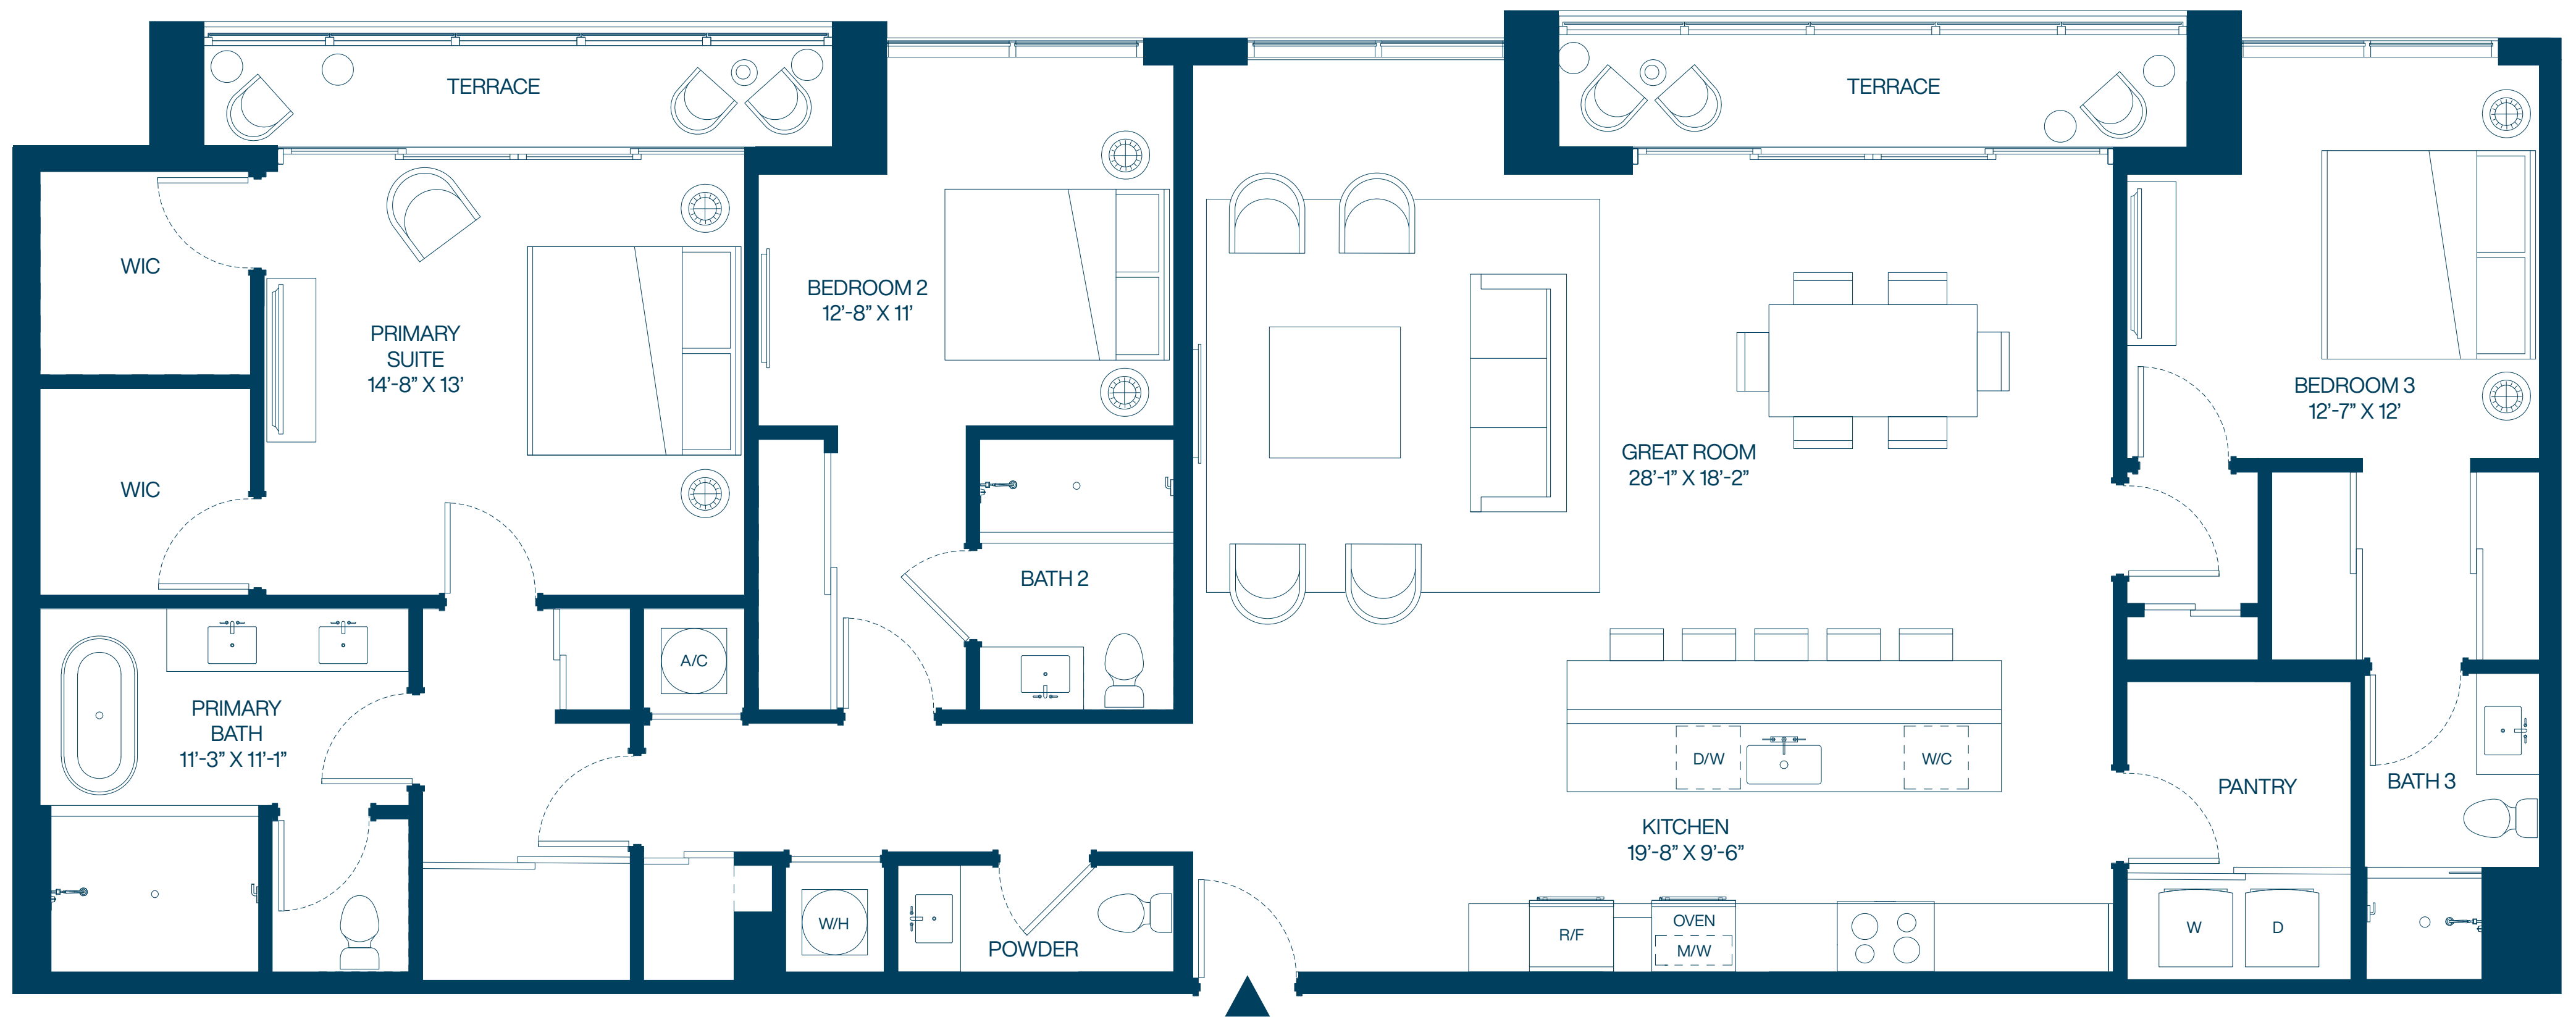 TERRACE
TERRACE
WIC
BEDROOM 2
12’-8” X 11’
PRIMARY
SUITE
14’-8” X 13’
BEDROOM 3
12’-7” X 12’
GREAT ROOM
28’-1” X 18’-2”
WIC
BATH 2
A/C
PRIMARY
BATH
11’-3” X 11’-1”
D/W
W/C
BATH 3
PANTRY
KITCHEN
19’-8” X 9’-6”
W/H
POWDER
R/F
OVEN
M/W
W
D